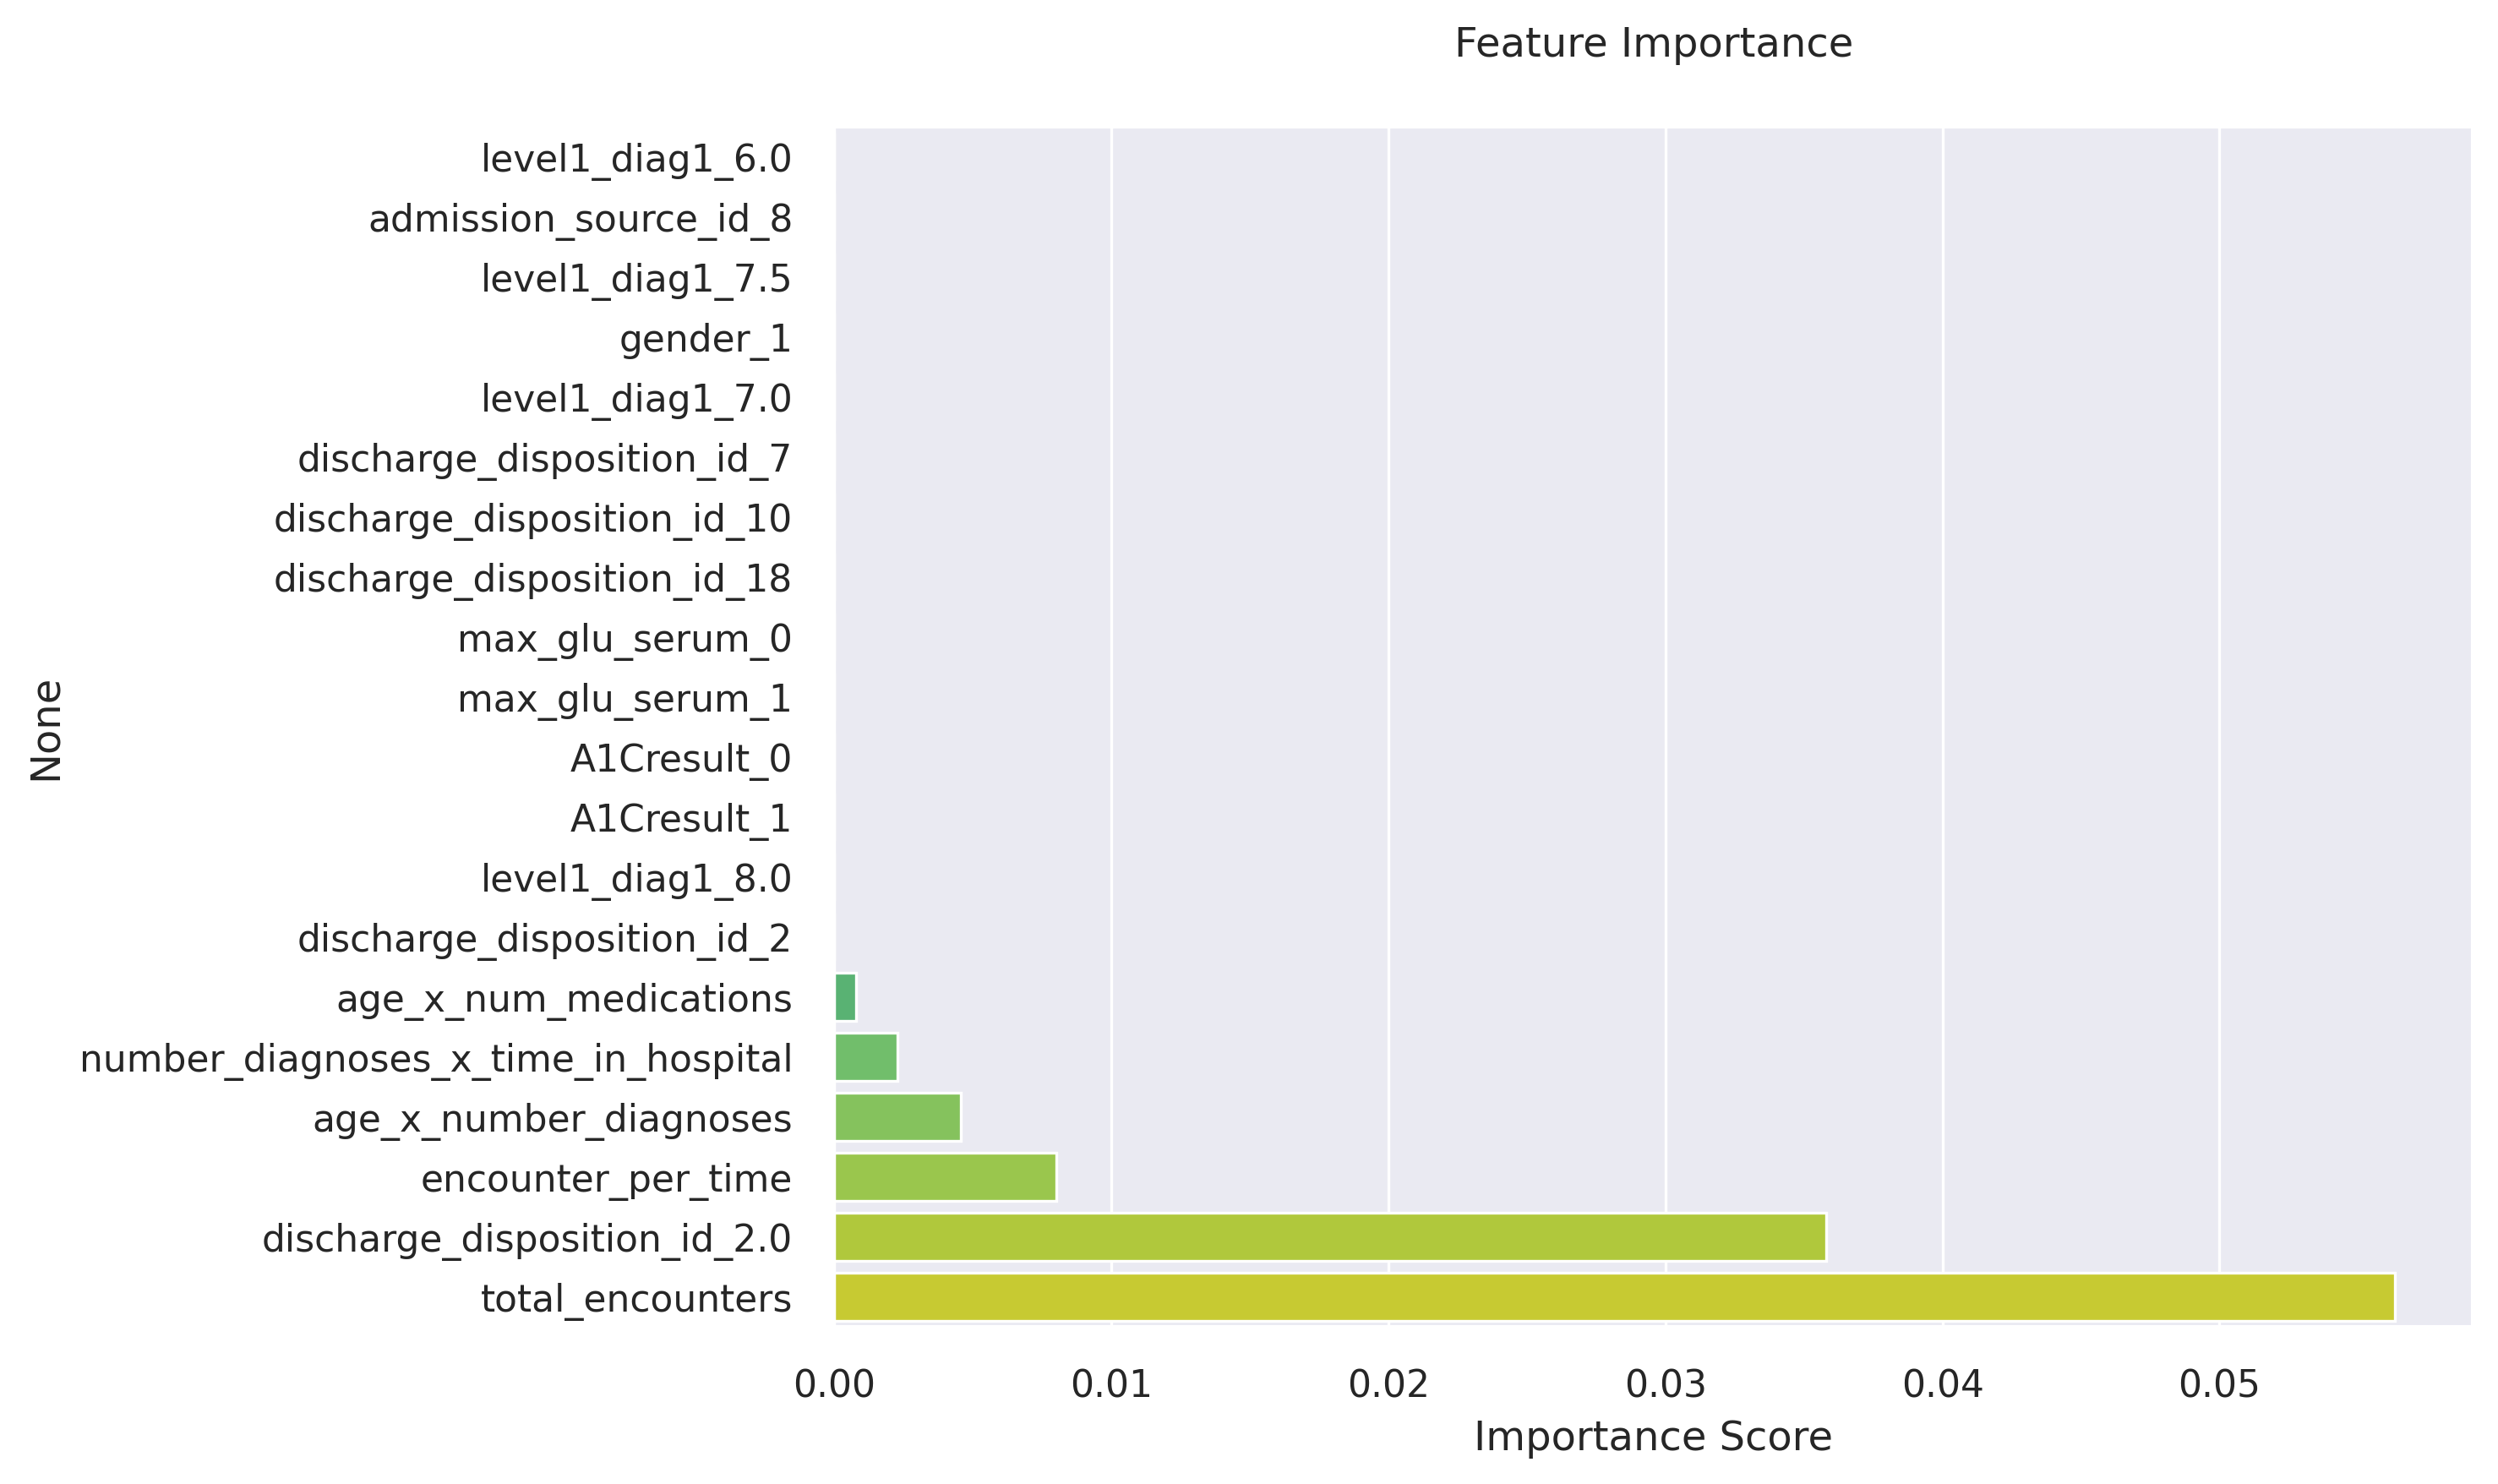 Feature Importance
level1_diag1_6.0
admission_source_id_8
level1_diag1_7.5
gender_1
level1_diag1_7.0
discharge_disposition_id_7
discharge_disposition_id_10
discharge_disposition_id_18
max_glu_serum_0
max_glu_serum_1
None
A1Cresult_0
A1Cresult_1
level1_diag1_8.0
discharge_disposition_id_2
age_x_num_medications
number_diagnoses_x_time_in_hospital
age_x_number_diagnoses
encounter_per_time
discharge_disposition_id_2.0
total_encounters
0.00 0.01 0.02 0.03 0.04 0.05
Importance Score